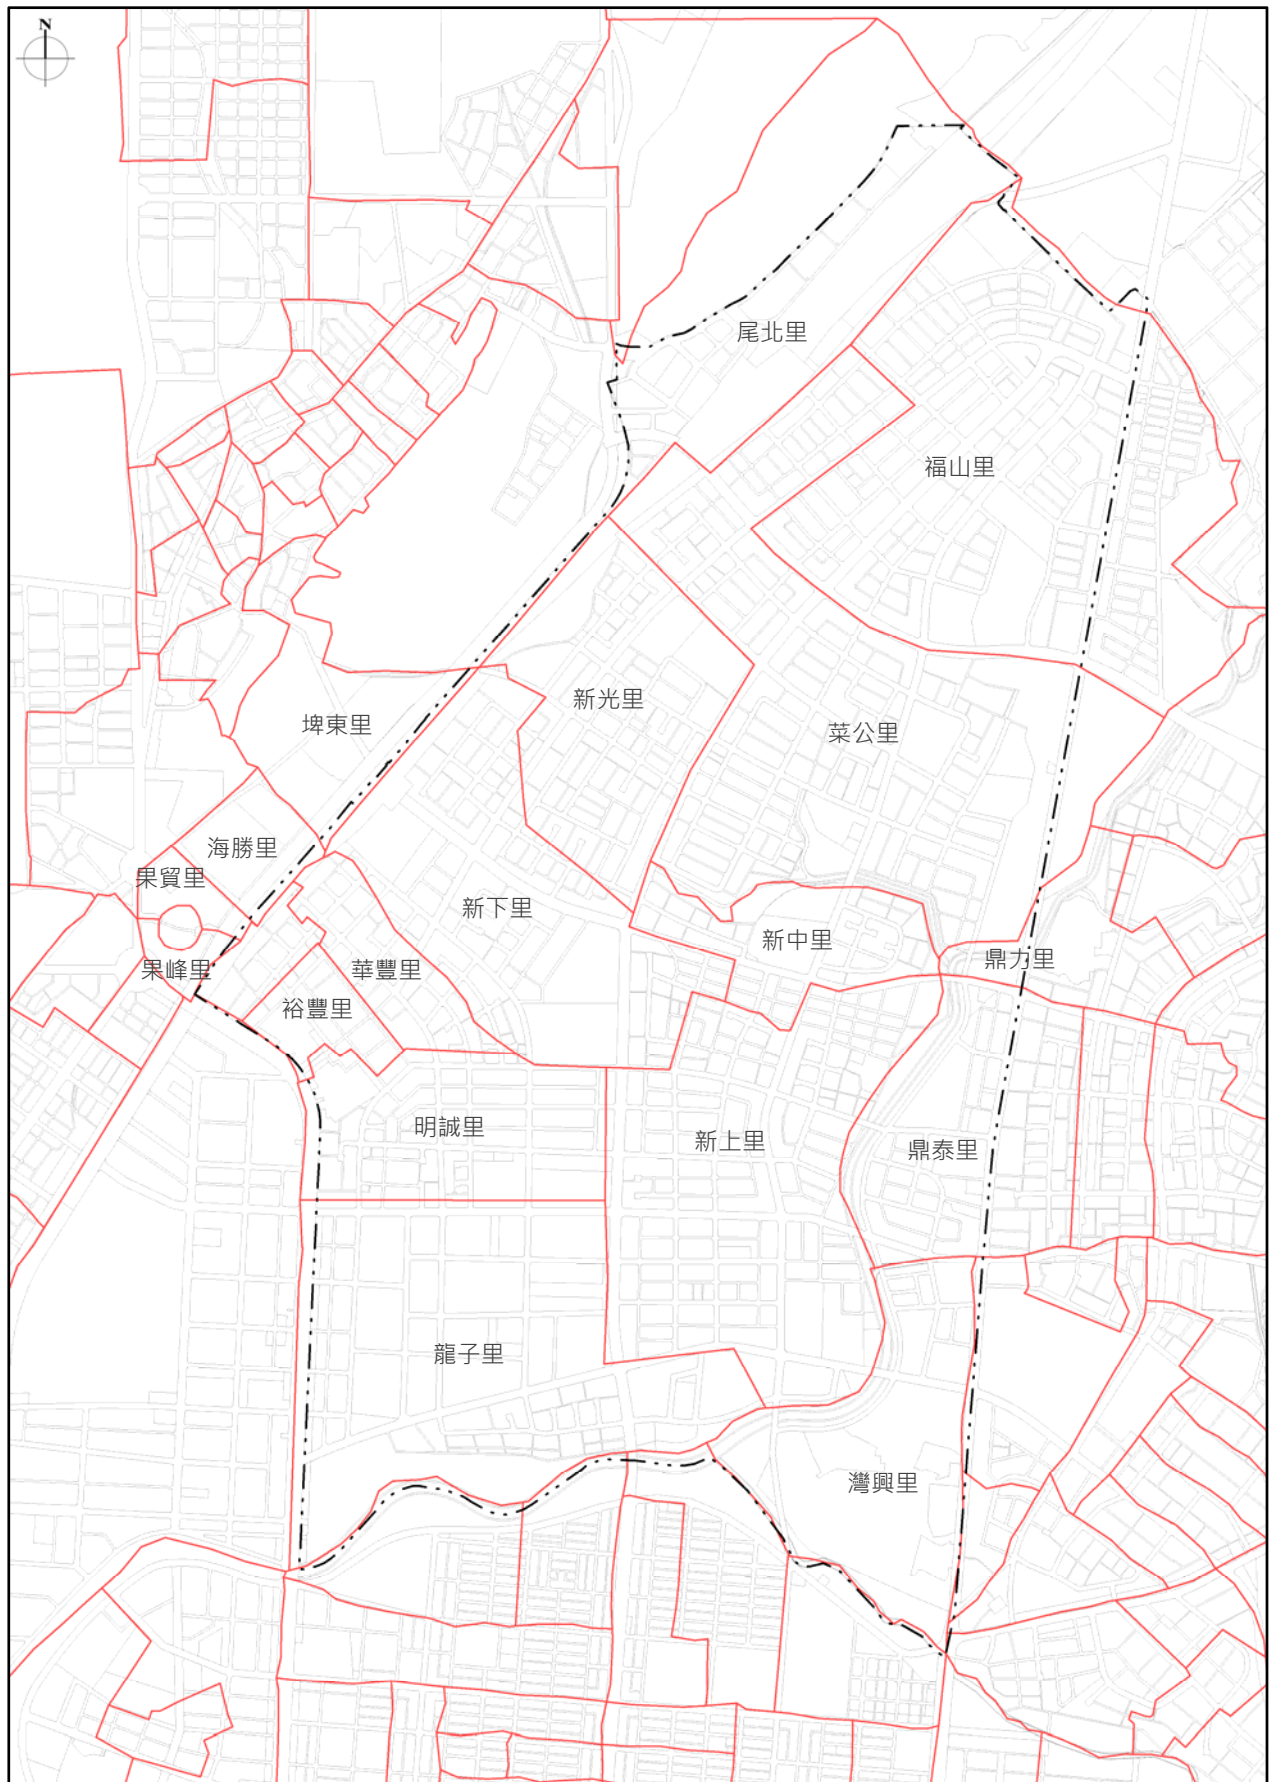 N
尾北里
福山里
新光里
埤東里
菜公里
海勝里
果貿里
新下里
新中里
鼎力里
果峰里
華豐里
裕豐里
明誠里
新上里
鼎泰里
龍子里
灣興里